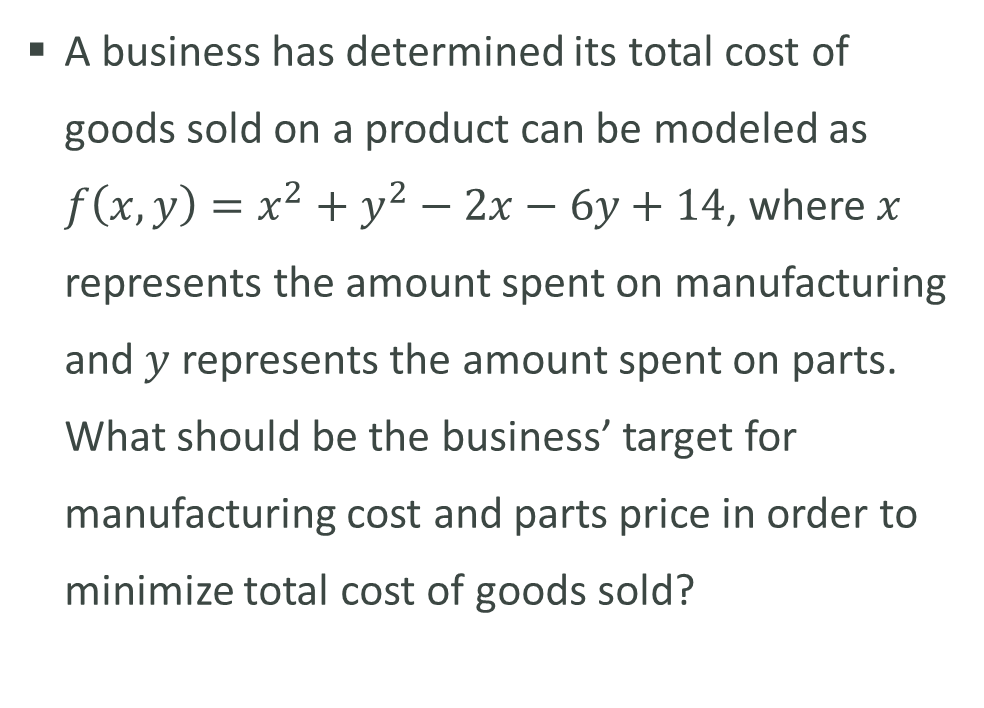 ▪ A business has determined its total cost of
goods sold on a product can be modeled as
f(x, y) = x² + y² − 2x − 6y + 14, where x
represents the amount spent on manufacturing
and y represents the amount spent on parts.
What should be the business’ target for
manufacturing cost and parts price in order to
minimize total cost of goods sold?